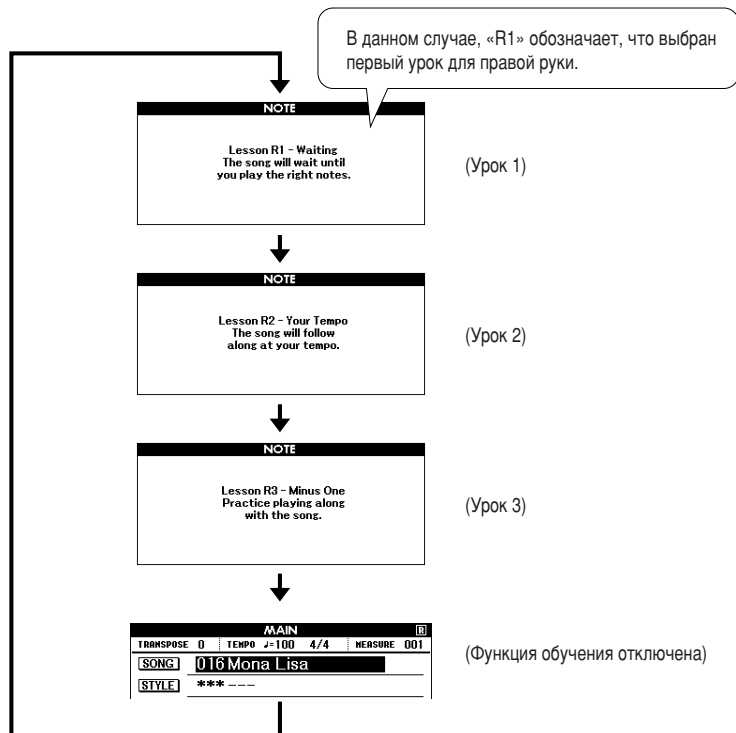 В данном случае, «R1» обозначает, что выбран
первый урок для правой руки.
NOTE
Lesson R1 - Waiting
The song will wait until
you play the right notes.
(Урок 1)
NOTE
Lesson R2 - Your Tempo
The song will follow
along at your tempo.
(Урок 2)
NOTE
Lesson R3 - Minus One
Practice playing along
with the song.
(Урок 3)
MAIN R
TRANSPOSE 0 TEMPO ♩=100 4/4 MEASURE 001
SONG 016 Mona Lisa
STYLE *** ---
(Функция обучения отключена)